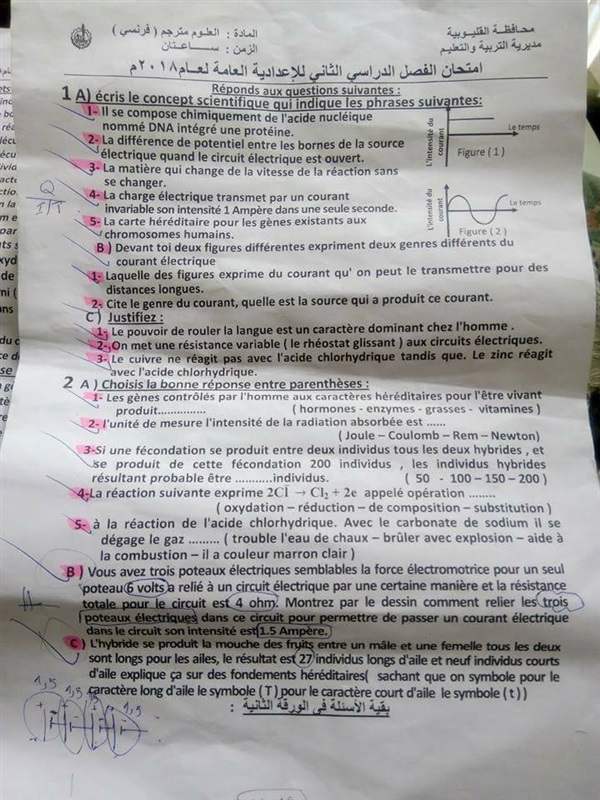 محافظة القليوبية
مديرية التربية والتعليم
المادة : العلوم مترجم ( فرنسي )
الزمن : ساعتان
امتحان الفصل الدراسي الثاني للإعدادية العامة لعام ٢٠١٨م
Réponds aux questions suivantes :
1 A) écris le concept scientifique qui indique les phrases suivantes:
1- Il se compose chimiquement de l'acide nucléique
nommé DNA intégré une protéine.
2- La différence de potentiel entre les bornes de la source
électrique quand le circuit électrique est ouvert.
3- La matière qui change de la vitesse de la réaction sans
se changer.
4- La charge électrique transmet par un courant
invariable son intensité 1 Ampère dans une seule seconde.
5- La carte héréditaire pour les gènes existants aux
chromosomes humains.
L'intensité du courant
Le temps
Figure ( 1 )
L'intensité du courant
Le temps
Figure ( 2 )
Q
I/T
B ) Devant toi deux figures différentes expriment deux genres différents du
courant électrique
1- Laquelle des figures exprime du courant qu' on peut le transmettre pour des
distances longues.
2- Cite le genre du courant, quelle est la source qui a produit ce courant.
C ) Justifiez :
1- Le pouvoir de rouler la langue est un caractère dominant chez l'homme .
2- On met une résistance variable ( le rhéostat glissant ) aux circuits électriques.
3- Le cuivre ne réagit pas avec l'acide chlorhydrique tandis que. Le zinc réagit
avec l'acide chlorhydrique.
2 A ) Choisis la bonne réponse entre parenthèses :
1- Les gènes contrôlés par l'homme aux caractères héréditaires pour l'être vivant
produit............... ( hormones - enzymes - grasses - vitamines )
2- l'unité de mesure l'intensité de la radiation absorbée est ......
( Joule – Coulomb – Rem – Newton)
3-Si une fécondation se produit entre deux individus tous les deux hybrides , et
se produit de cette fécondation 200 individus , les individus hybrides
résultant probable être ...........individus. ( 50 - 100 – 150 – 200 )
4-La réaction suivante exprime 2Cl → Cl₂ + 2e appelé opération ........
( oxydation – réduction – de composition – substitution )
5- à la réaction de l'acide chlorhydrique. Avec le carbonate de sodium il se
dégage le gaz ......... ( trouble l'eau de chaux – brûler avec explosion – aide à
la combustion – il a couleur marron clair )
B ) Vous avez trois poteaux électriques semblables la force électromotrice pour un seul
poteau 6 volts a relié à un circuit électrique par une certaine manière et la résistance
totale pour le circuit est 4 ohm. Montrez par le dessin comment relier les trois
poteaux électriques dans ce circuit pour permettre de passer un courant électrique
dans le circuit son intensité est 1.5 Ampère.
C ) L'hybride se produit la mouche des fruits entre un mâle et une femelle tous les deux
sont longs pour les ailes, le résultat est 27 individus longs d'aile et neuf individus courts
d'aile explique ça sur des fondements héréditaires( sachant que on symbole pour le
caractère long d'aile le symbole ( T ) pour le caractère court d'aile le symbole ( t ) )
1,5 1,5 1,5
بقية الأسئلة فى الورقة الثانية :